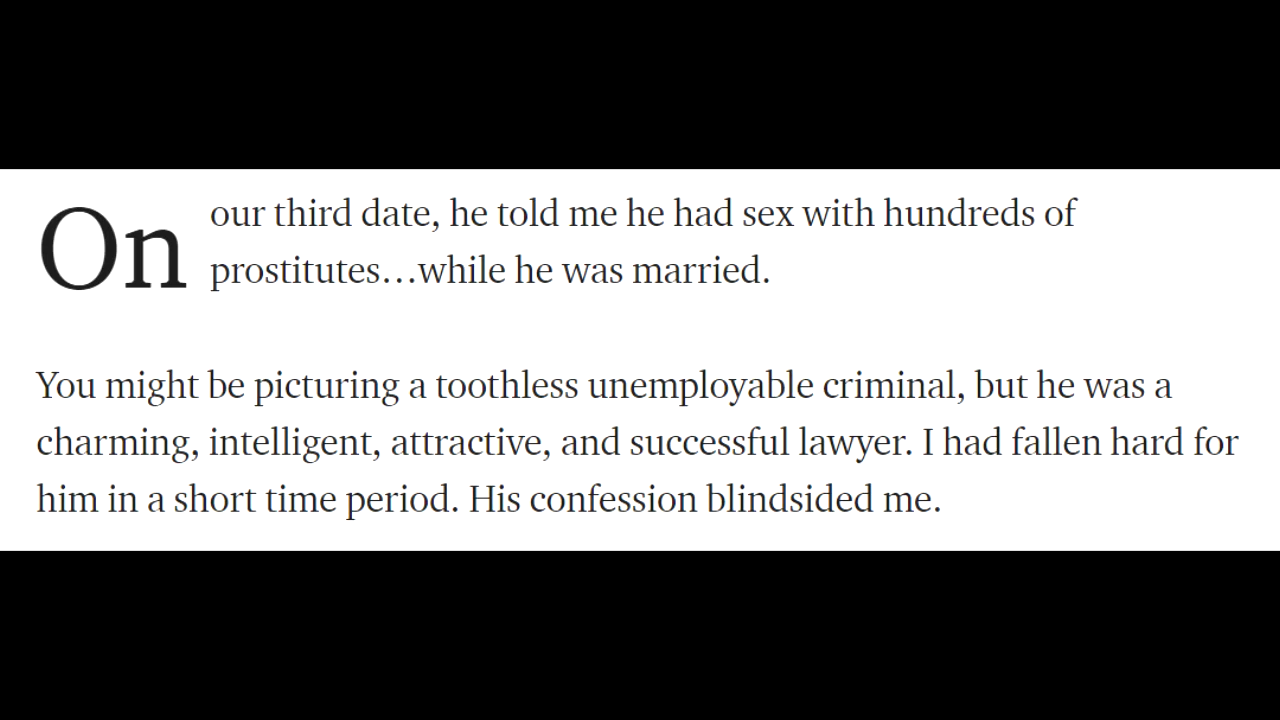 On our third date, he told me he had sex with hundreds of
prostitutes…while he was married.
You might be picturing a toothless unemployable criminal, but he was a
charming, intelligent, attractive, and successful lawyer. I had fallen hard for
him in a short time period. His confession blindsided me.